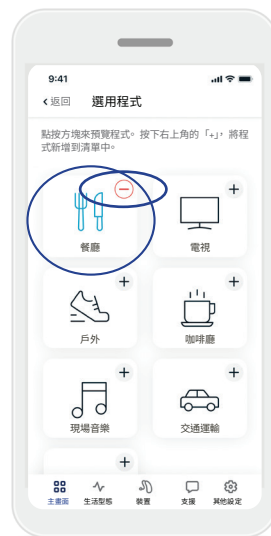 9:41
返回 選用程式
點按方塊來預覽程式。按下右上角的「+」，將程
式新增到清單中。
餐廳 電視
戶外 咖啡廳
現場音樂 交通運輸
主畫面 生活型態 裝置 支援 其他設定